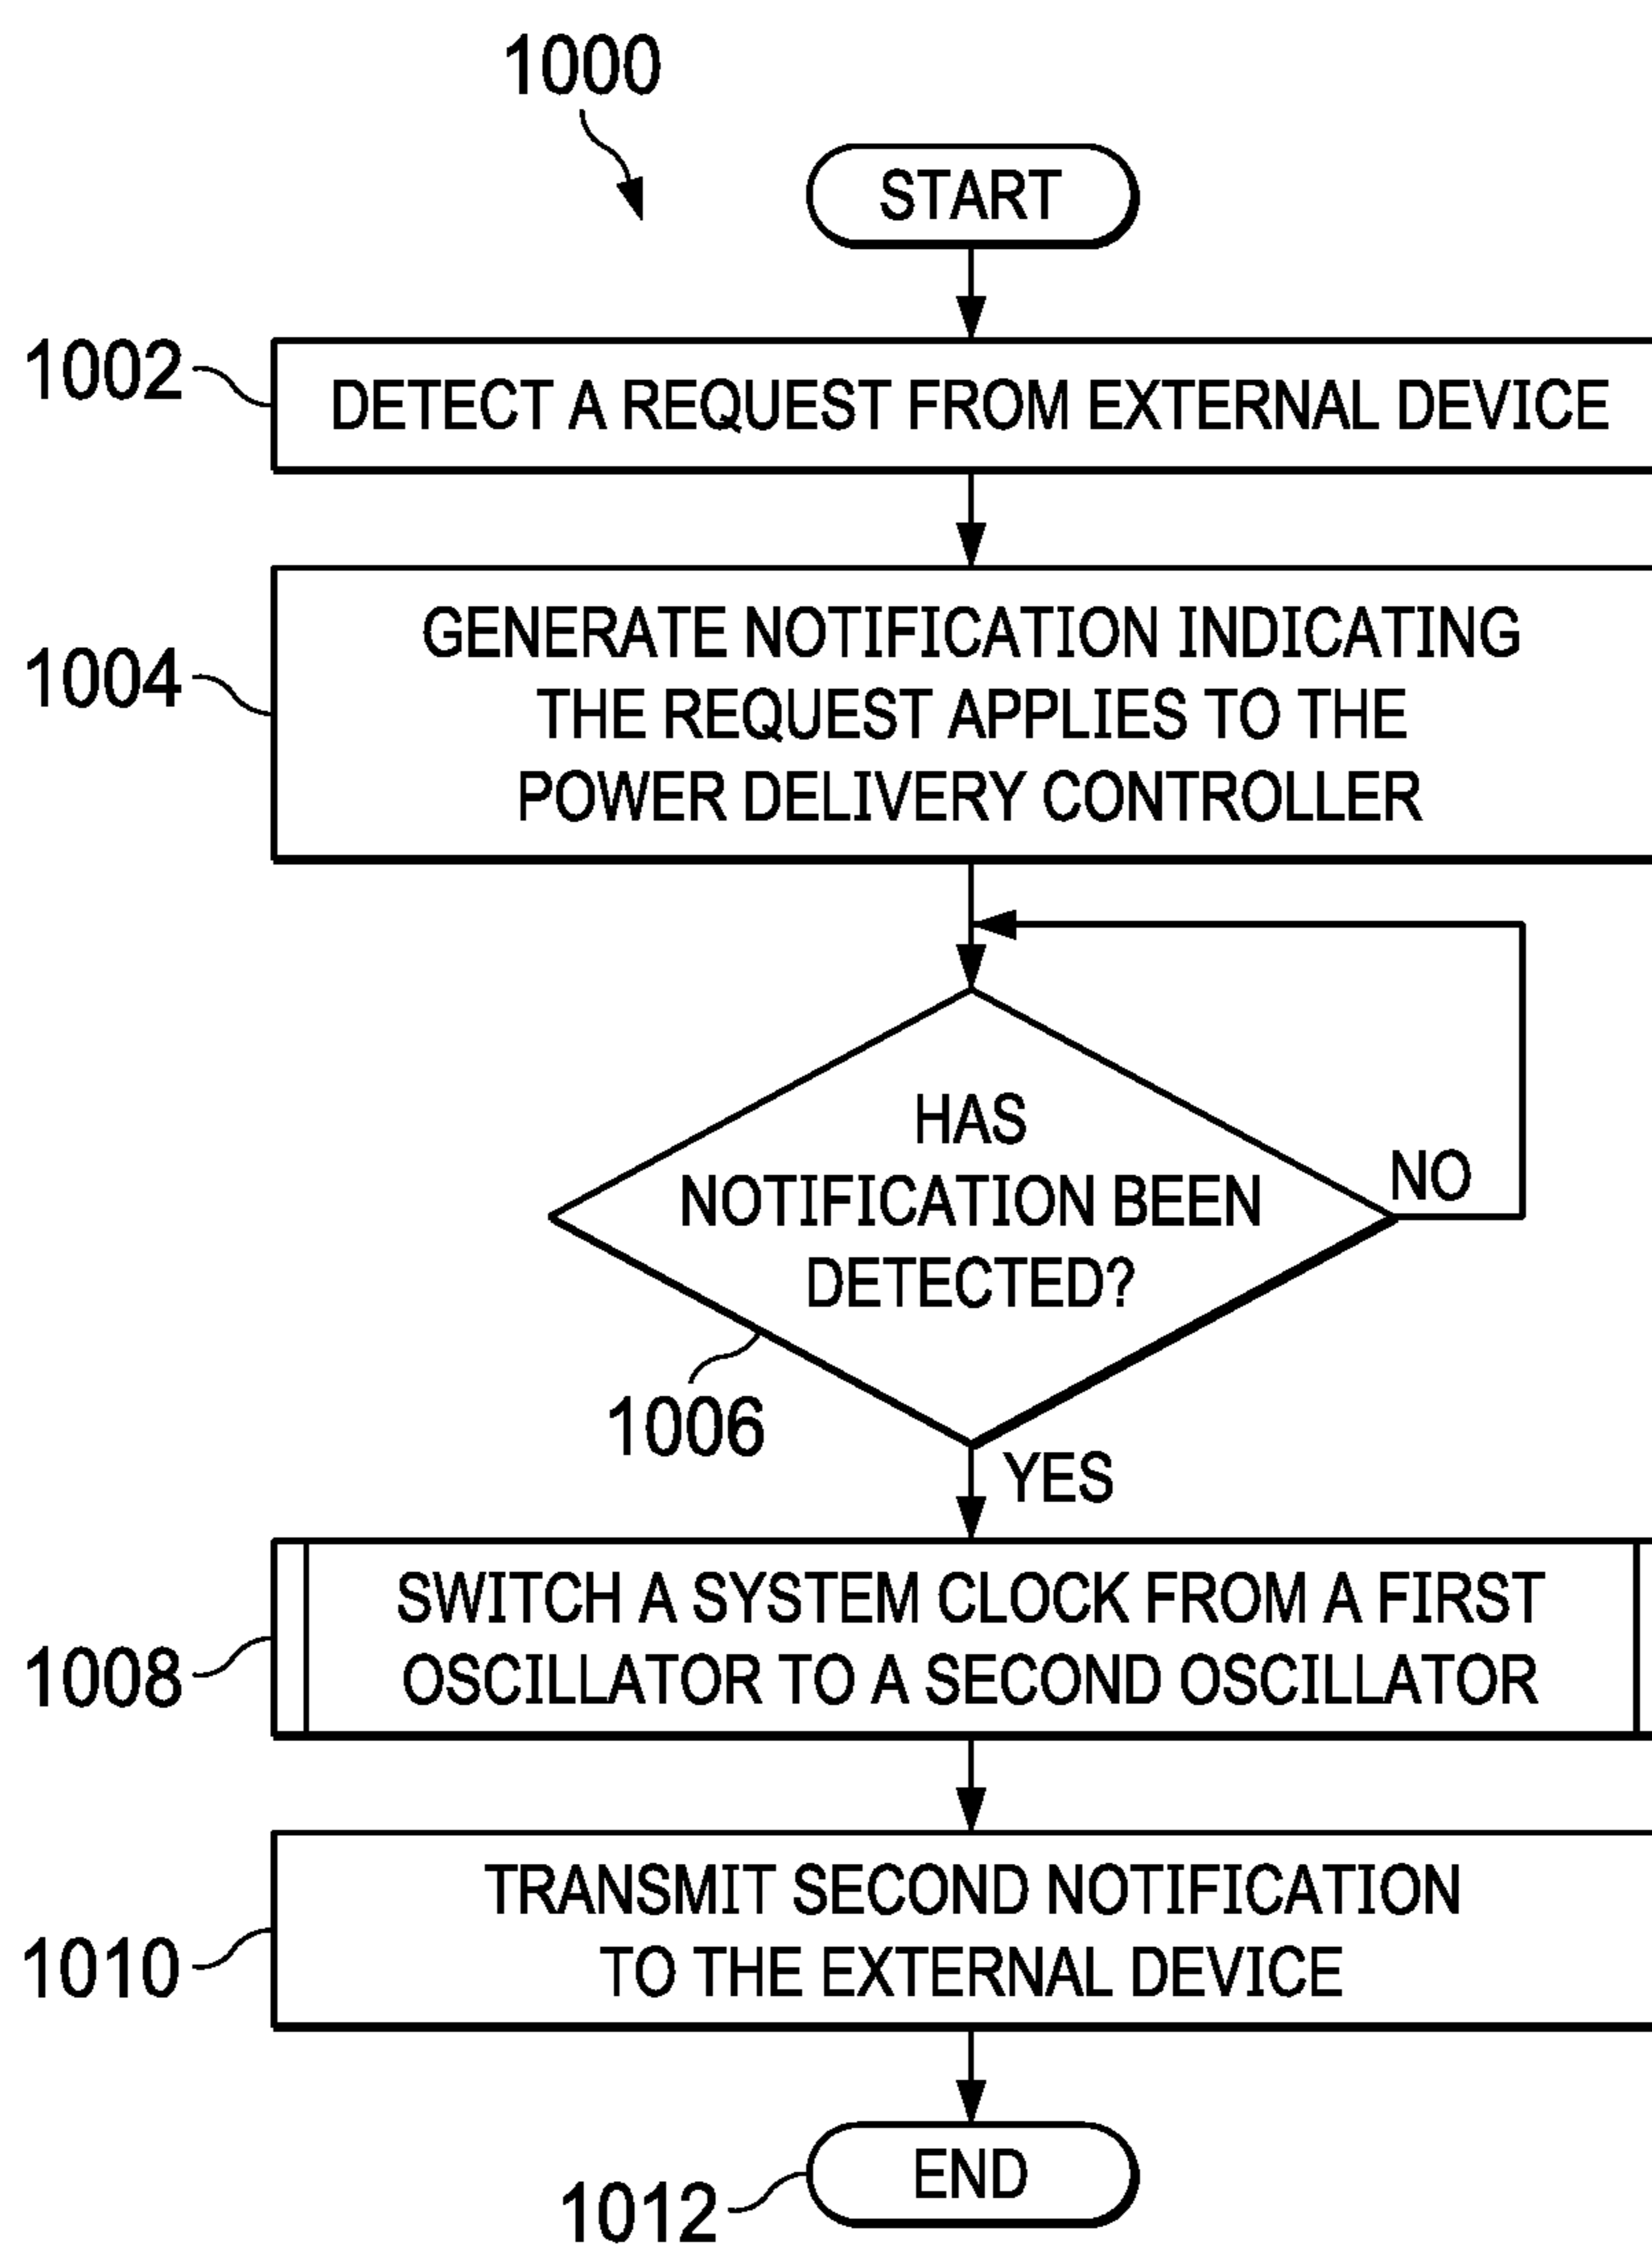 1000
START
1002
DETECT A REQUEST FROM EXTERNAL DEVICE
1004
GENERATE NOTIFICATION INDICATING
THE REQUEST APPLIES TO THE
POWER DELIVERY CONTROLLER
HAS
NOTIFICATION BEEN
DETECTED?
NO
1006
YES
1008
SWITCH A SYSTEM CLOCK FROM A FIRST
OSCILLATOR TO A SECOND OSCILLATOR
1010
TRANSMIT SECOND NOTIFICATION
TO THE EXTERNAL DEVICE
END
1012